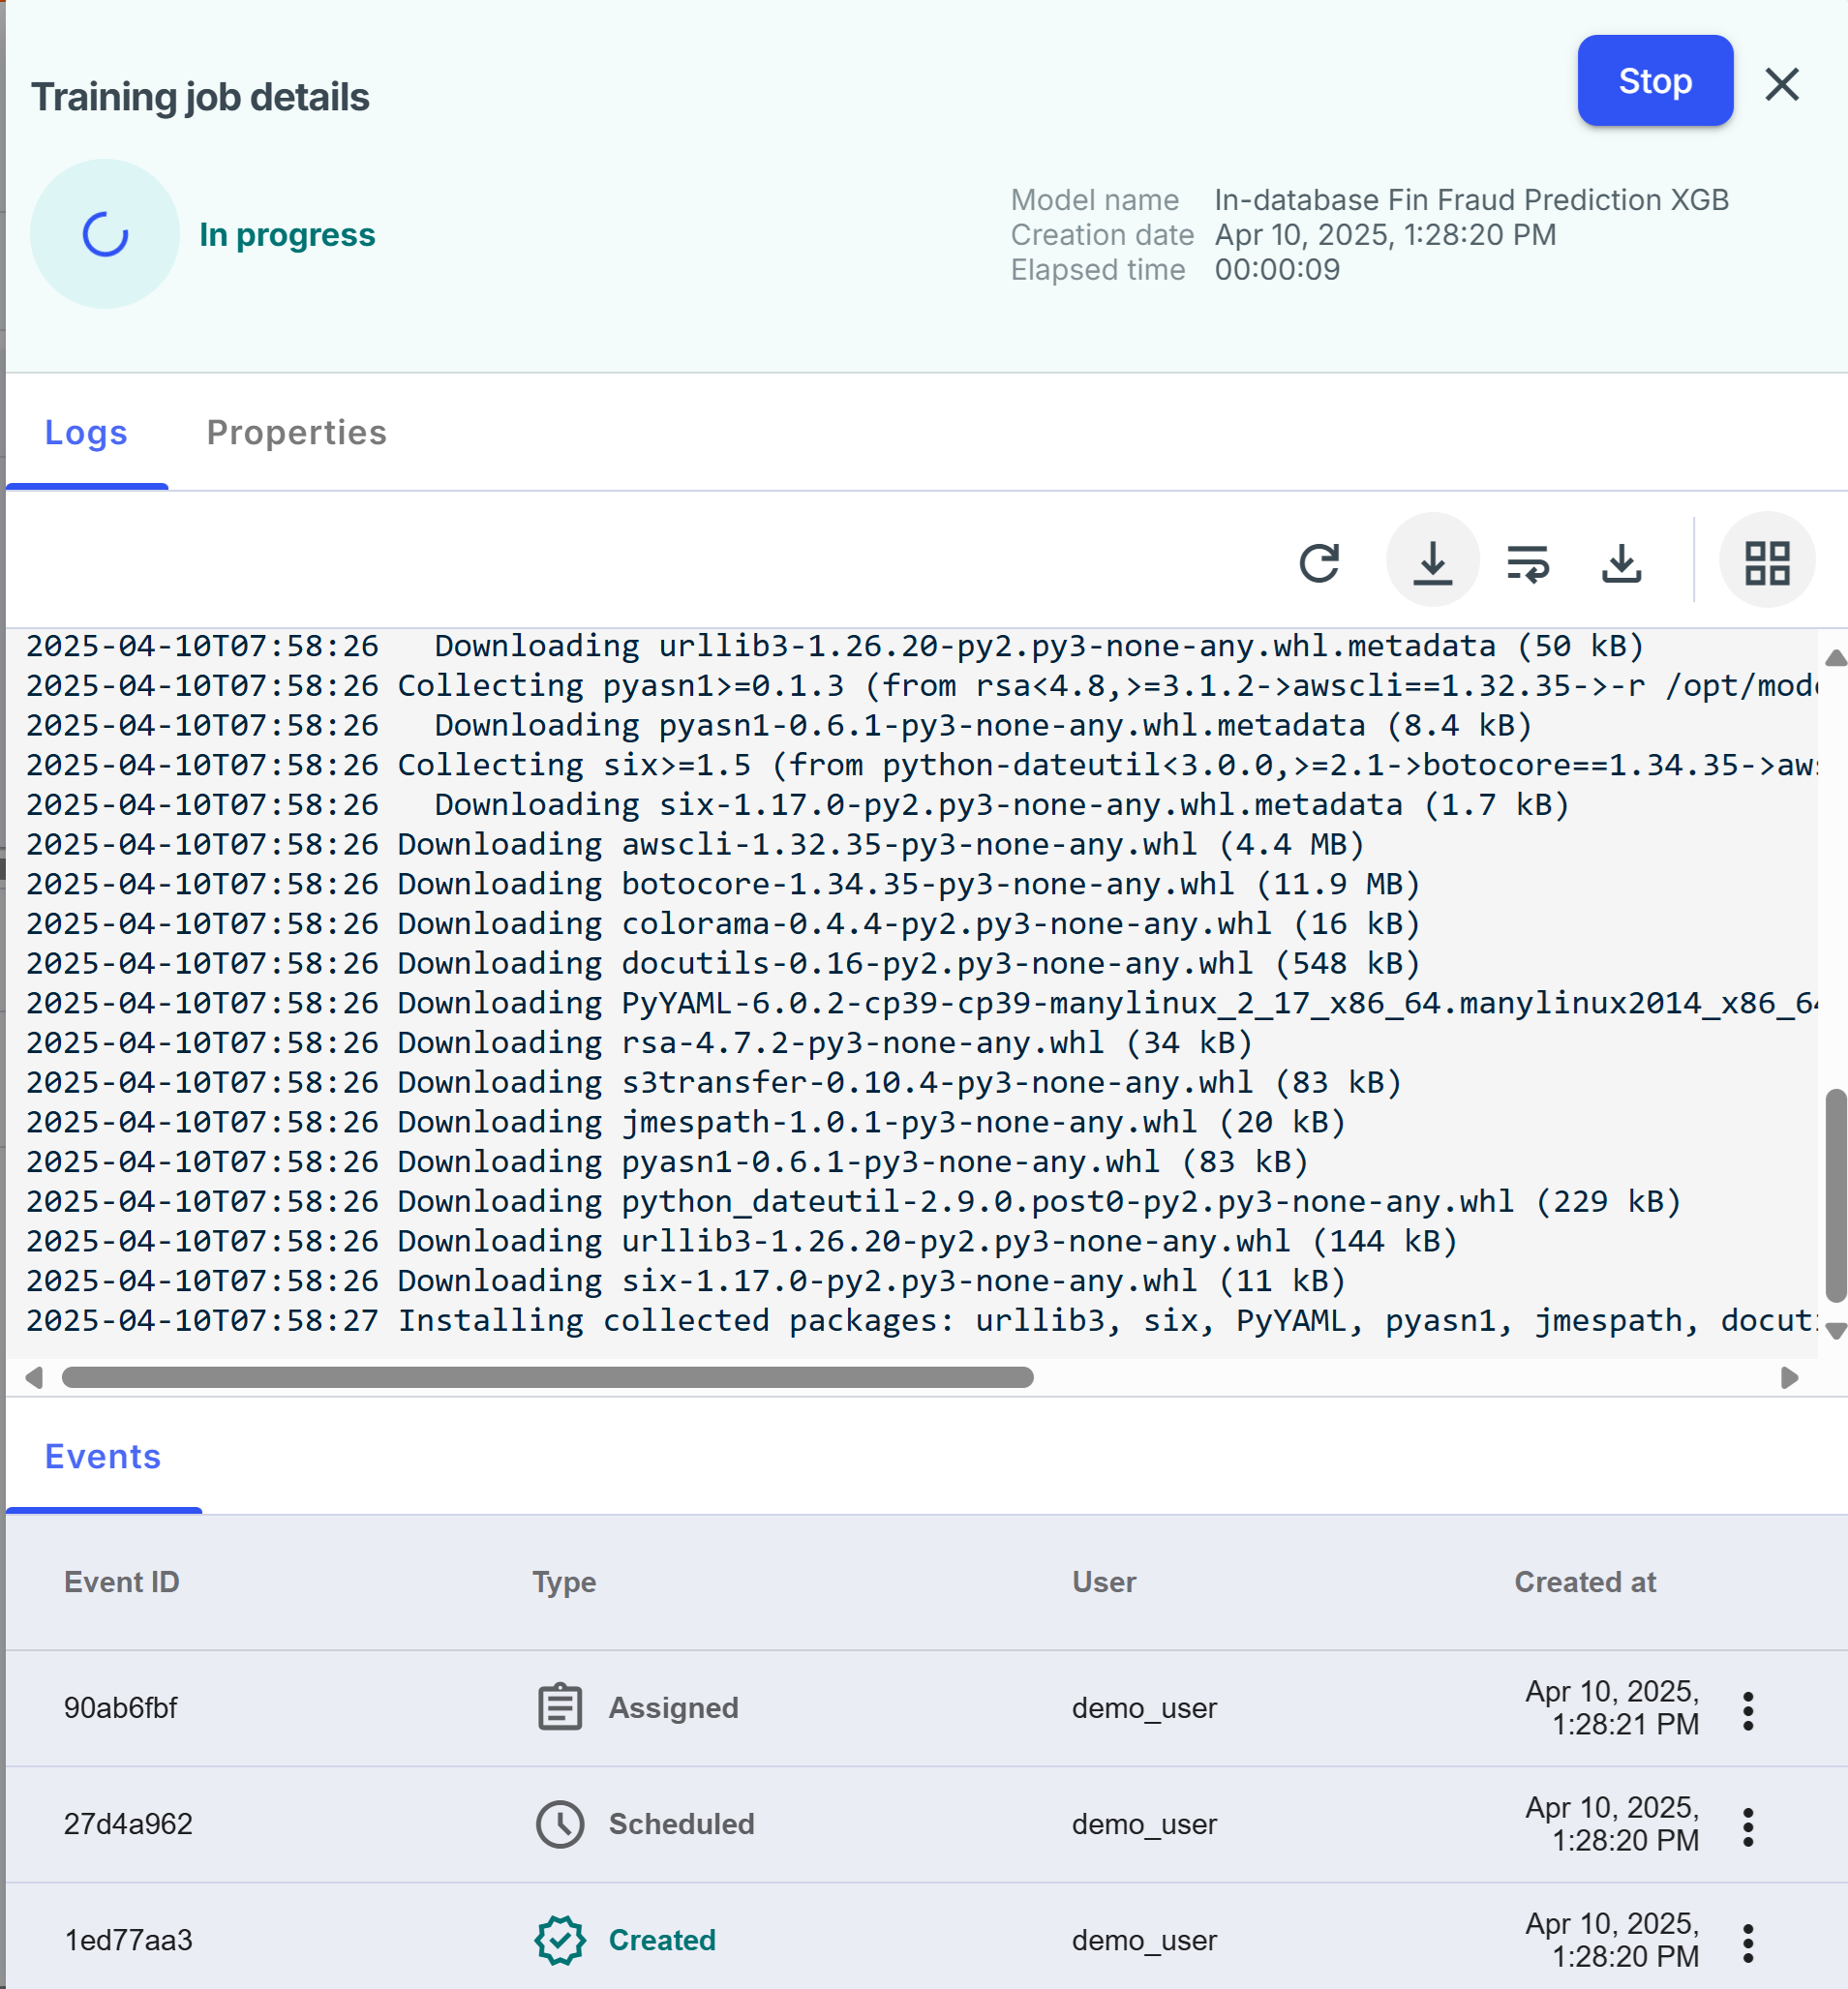 Training job details
Stop
In progress
Model name In-database Fin Fraud Prediction XGB
Creation date Apr 10, 2025, 1:28:20 PM
Elapsed time 00:00:09
Logs Properties
2025-04-10T07:58:26   Downloading urllib3-1.26.20-py2.py3-none-any.whl.metadata (50 kB)
2025-04-10T07:58:26 Collecting pyasn1>=0.1.3 (from rsa<4.8,>=3.1.2->awscli==1.32.35->-r /opt/mod
2025-04-10T07:58:26   Downloading pyasn1-0.6.1-py3-none-any.whl.metadata (8.4 kB)
2025-04-10T07:58:26 Collecting six>=1.5 (from python-dateutil<3.0.0,>=2.1->botocore==1.34.35->aws
2025-04-10T07:58:26   Downloading six-1.17.0-py2.py3-none-any.whl.metadata (1.7 kB)
2025-04-10T07:58:26 Downloading awscli-1.32.35-py3-none-any.whl (4.4 MB)
2025-04-10T07:58:26 Downloading botocore-1.34.35-py3-none-any.whl (11.9 MB)
2025-04-10T07:58:26 Downloading colorama-0.4.4-py2.py3-none-any.whl (16 kB)
2025-04-10T07:58:26 Downloading docutils-0.16-py2.py3-none-any.whl (548 kB)
2025-04-10T07:58:26 Downloading PyYAML-6.0.2-cp39-cp39-manylinux_2_17_x86_64.manylinux2014_x86_64
2025-04-10T07:58:26 Downloading rsa-4.7.2-py3-none-any.whl (34 kB)
2025-04-10T07:58:26 Downloading s3transfer-0.10.4-py3-none-any.whl (83 kB)
2025-04-10T07:58:26 Downloading jmespath-1.0.1-py3-none-any.whl (20 kB)
2025-04-10T07:58:26 Downloading pyasn1-0.6.1-py3-none-any.whl (83 kB)
2025-04-10T07:58:26 Downloading python_dateutil-2.9.0.post0-py2.py3-none-any.whl (229 kB)
2025-04-10T07:58:26 Downloading urllib3-1.26.20-py2.py3-none-any.whl (144 kB)
2025-04-10T07:58:26 Downloading six-1.17.0-py2.py3-none-any.whl (11 kB)
2025-04-10T07:58:27 Installing collected packages: urllib3, six, PyYAML, pyasn1, jmespath, docut
Events
Event ID Type User Created at
90ab6fbf Assigned demo_user Apr 10, 2025,
1:28:21 PM
27d4a962 Scheduled demo_user Apr 10, 2025,
1:28:20 PM
1ed77aa3 Created demo_user Apr 10, 2025,
1:28:20 PM